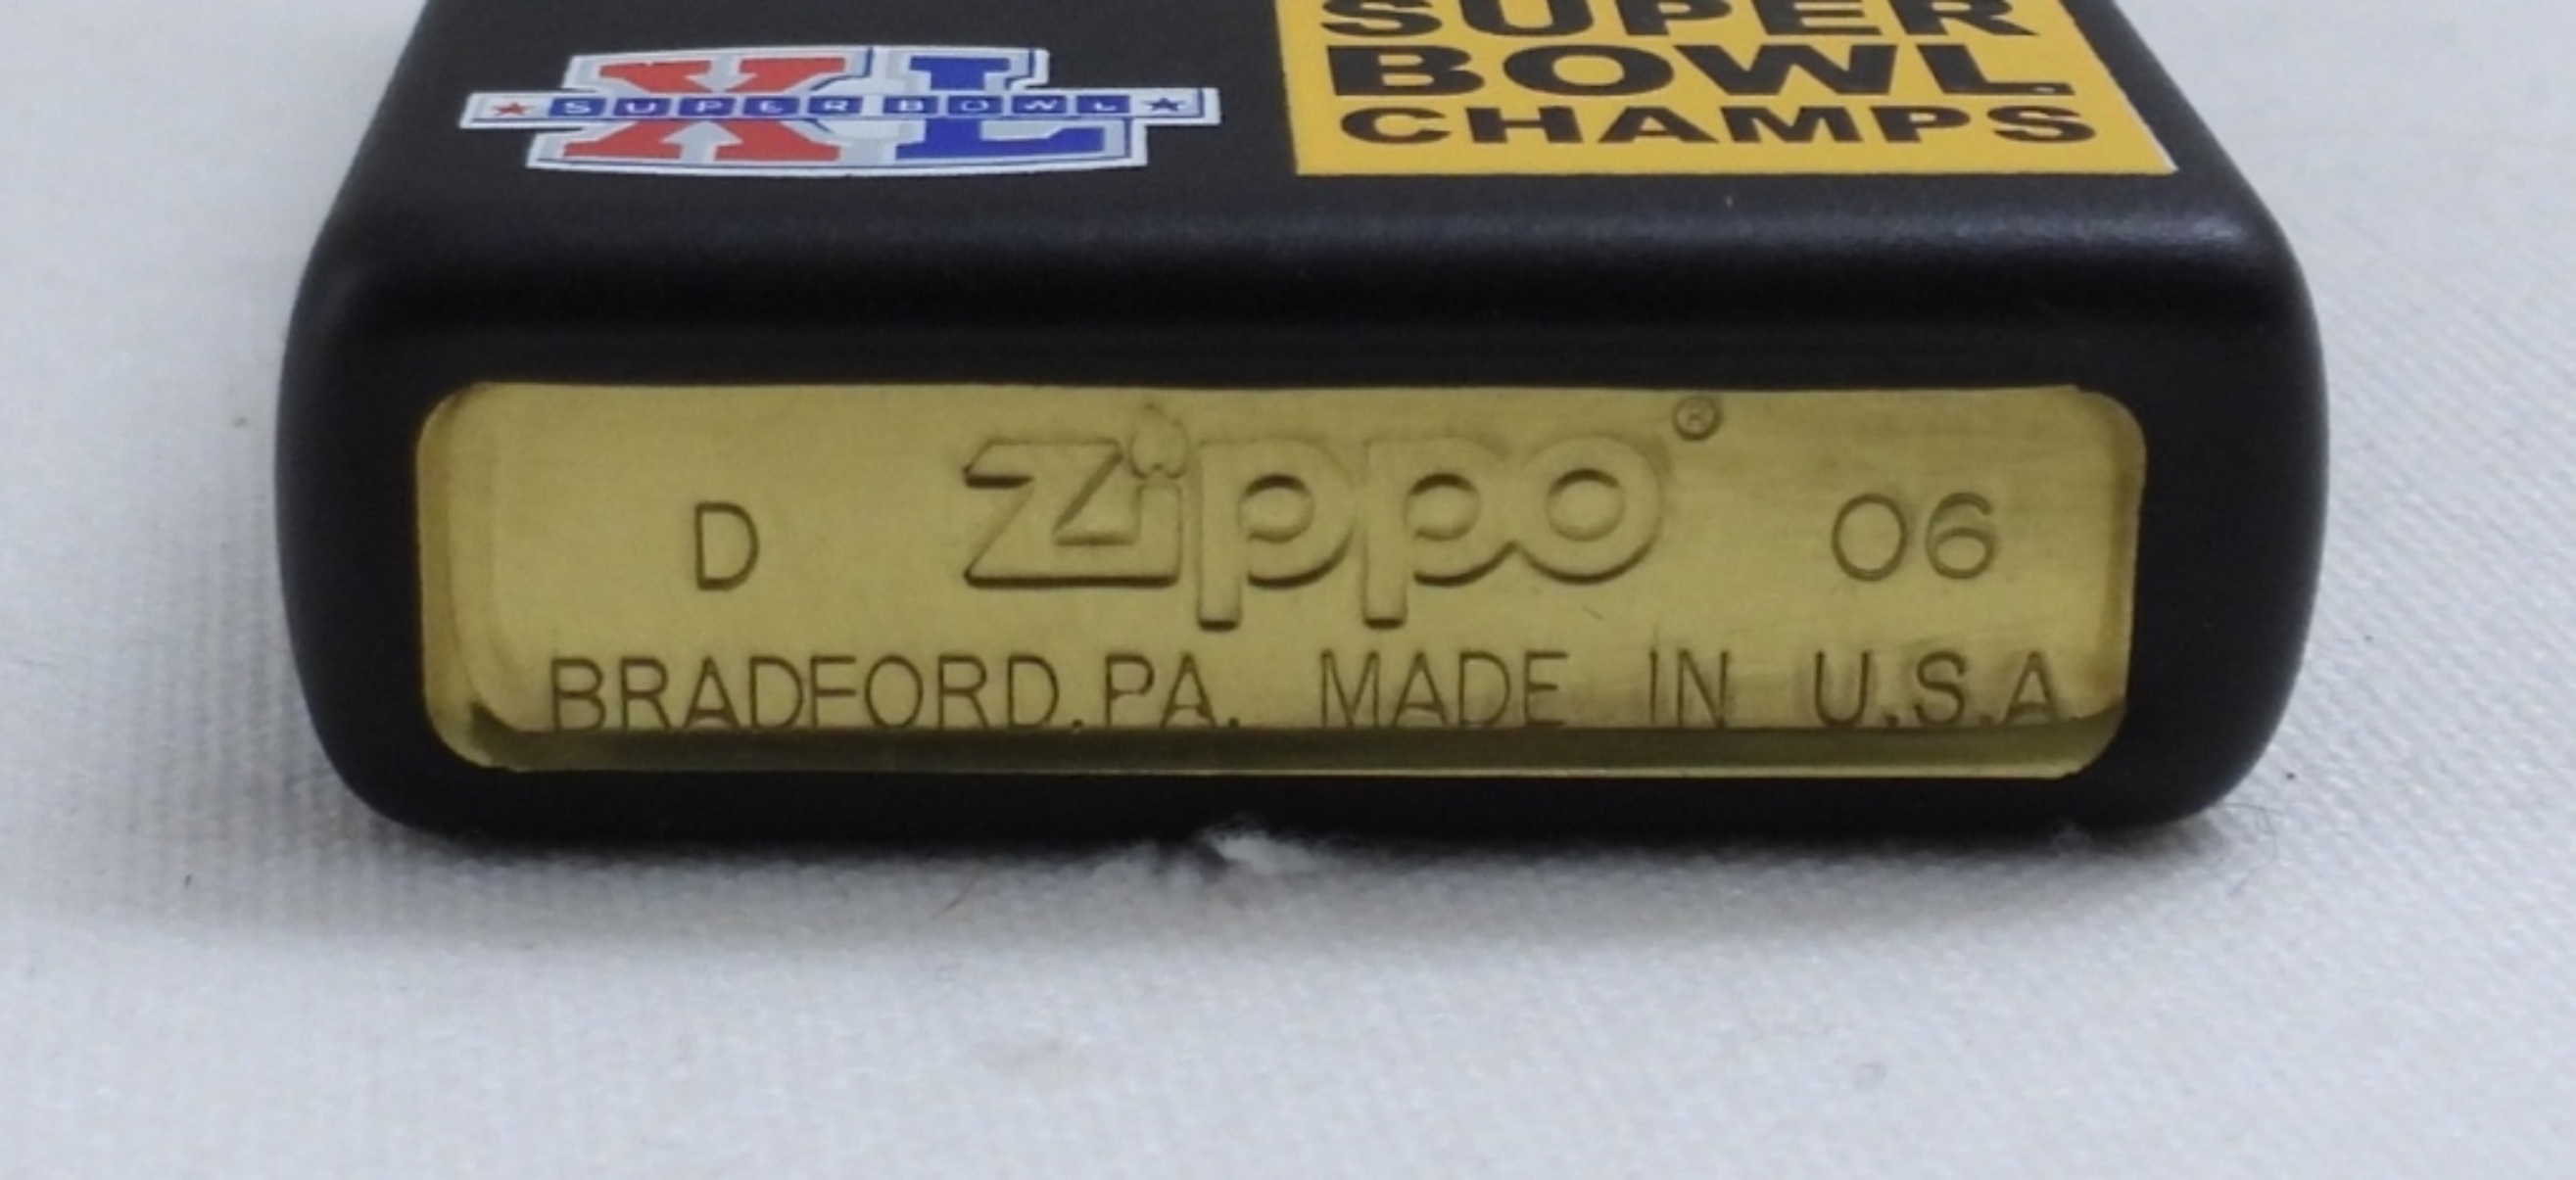 XL
SUPER BOWL
SUPER
BOWL
CHAMPS
D Zippo® 06
BRADFORD,PA. MADE IN U.S.A